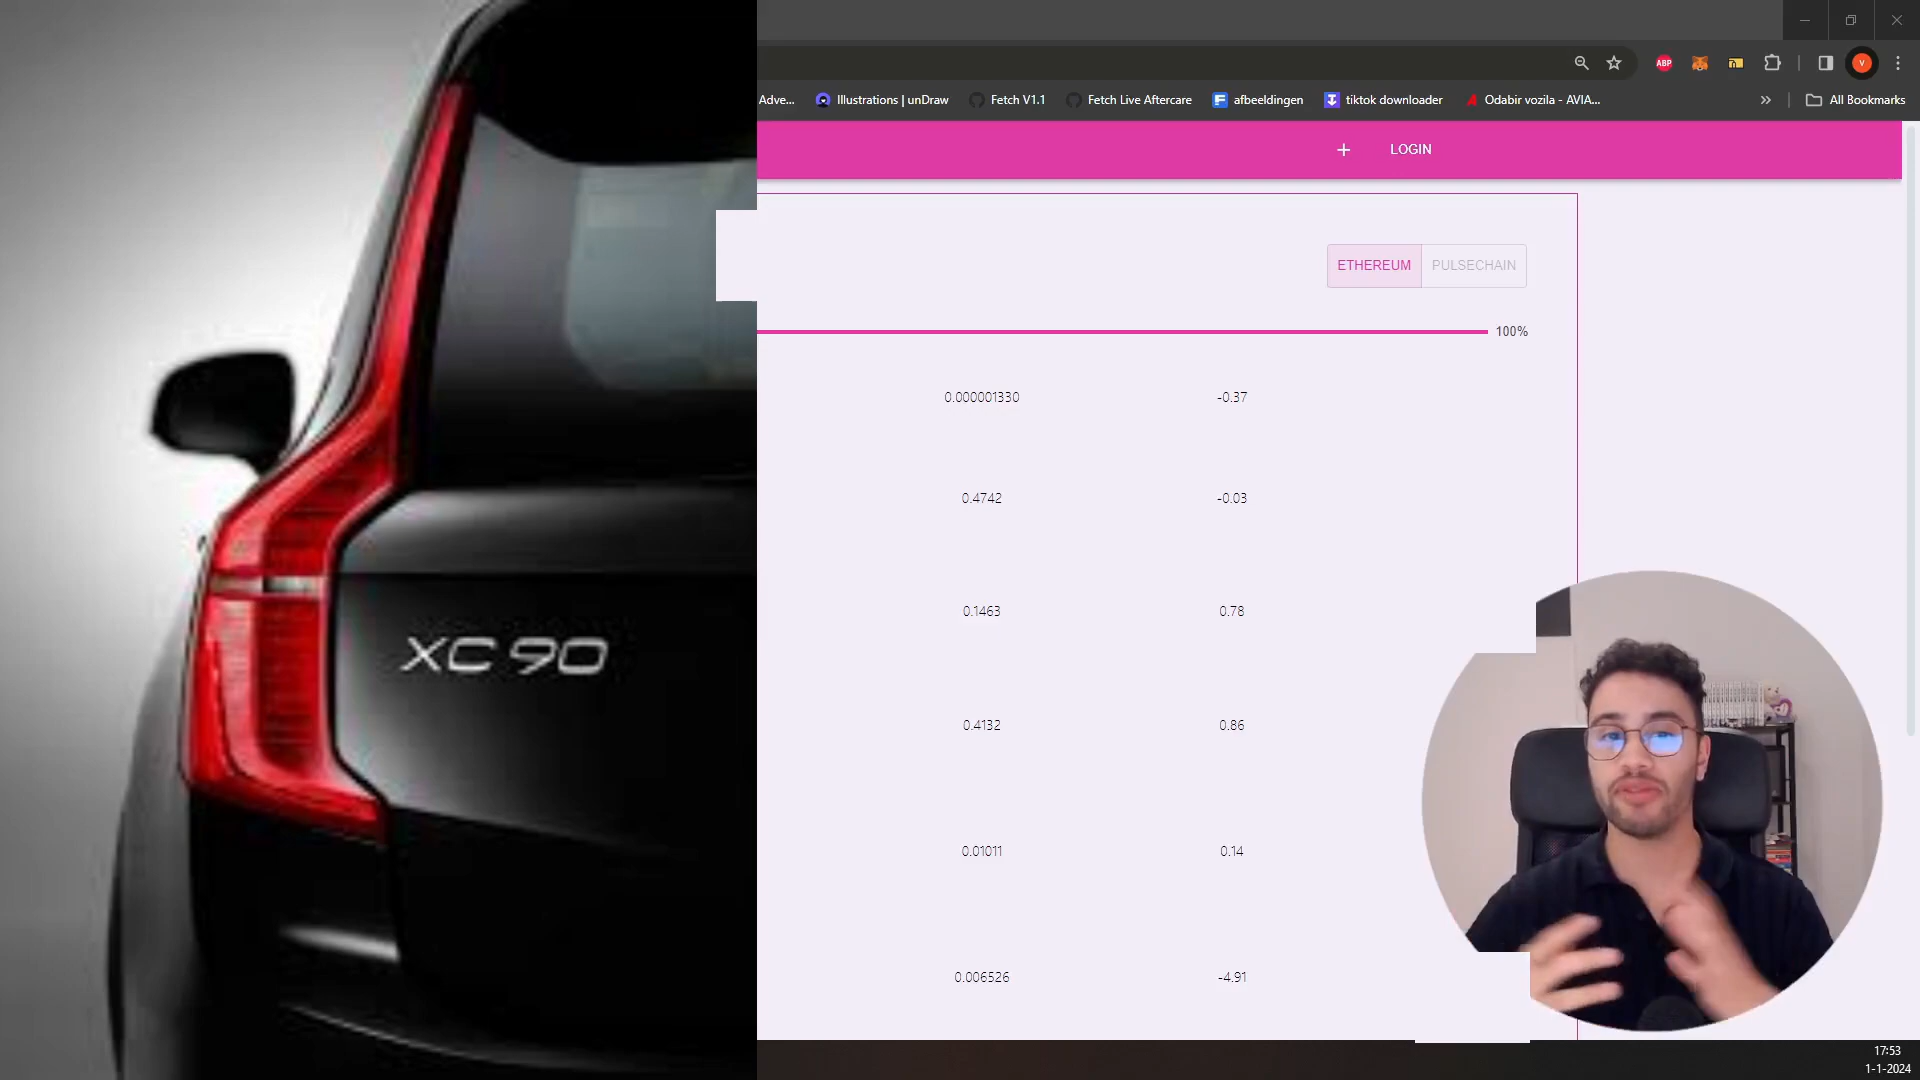 ABP
V
Adve...
Illustrations | unDraw
Fetch V1.1
Fetch Live Aftercare
afbeeldingen
tiktok downloader
Odabir vozila - AVIA...
All Bookmarks
LOGIN
ETHEREUM
PULSECHAIN
100%
0.000001330
-0.37
0.4742
-0.03
0.1463
0.78
XC 90
0.4132
0.86
0.01011
0.14
0.006526
-4.91
17:53
1-1-2024